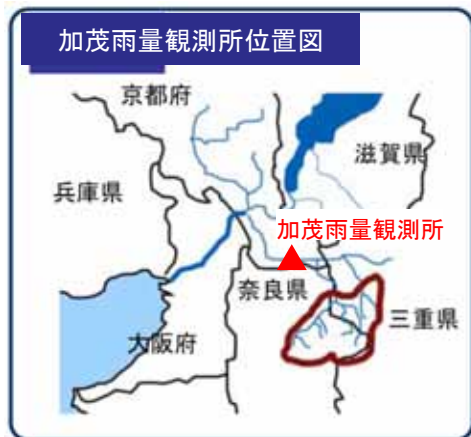 加茂雨量観測所位置図
京都府
滋賀県
兵庫県
加茂雨量観測所
奈良県
三重県
大阪府